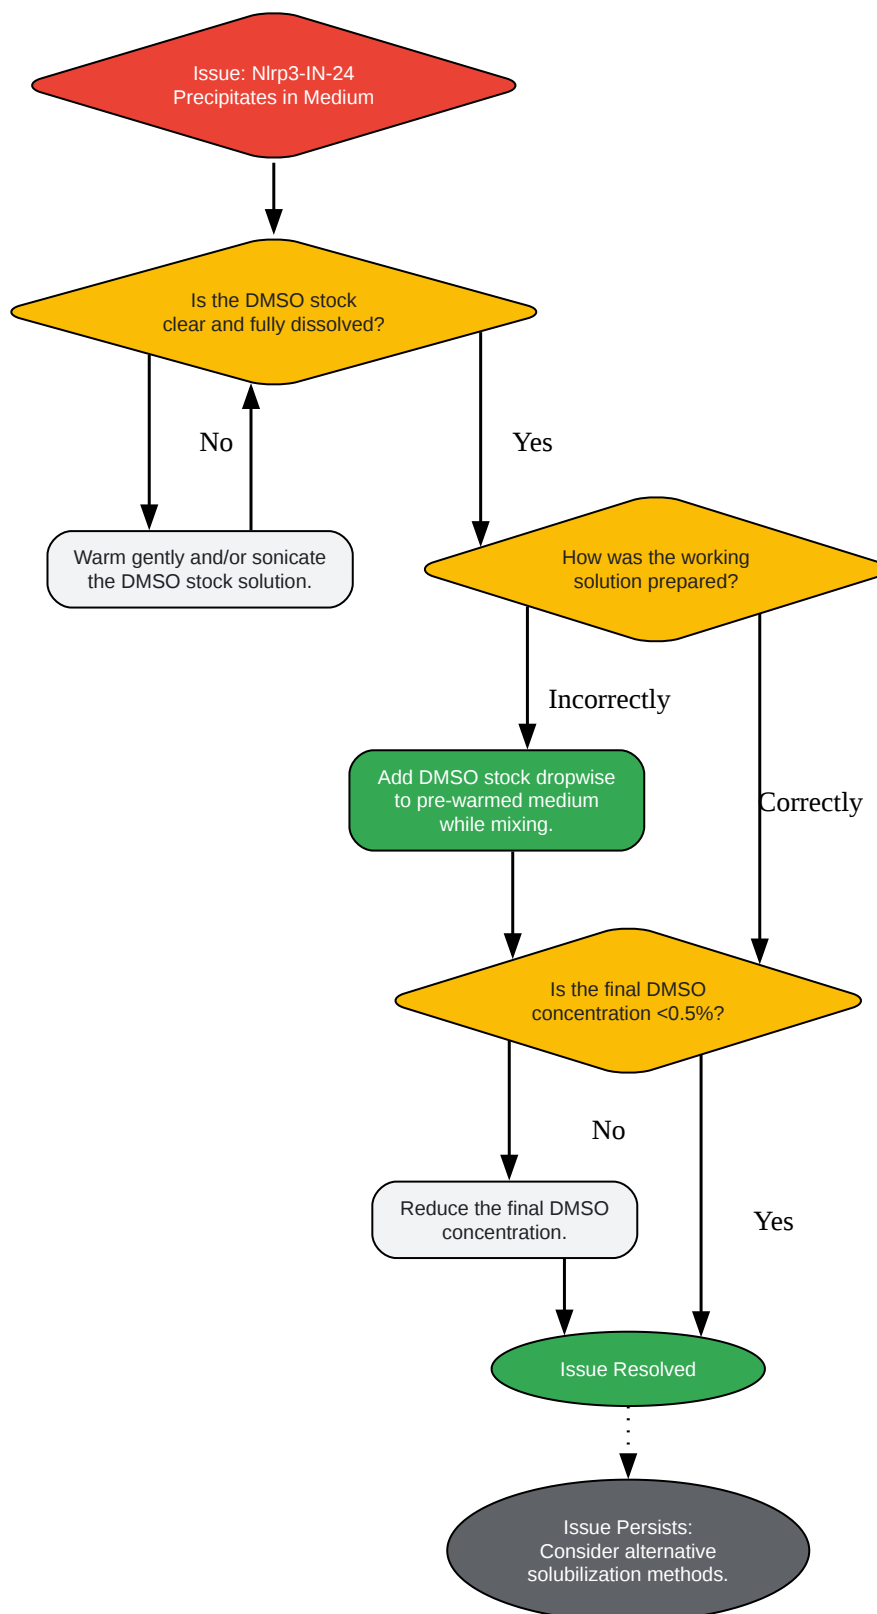 Issue: Nlrp3-IN-24
Precipitates in Medium
Is the DMSO stock
clear and fully dissolved?
No
Yes
Warm gently and/or sonicate
the DMSO stock solution.
How was the working
solution prepared?
Incorrectly
Add DMSO stock dropwise
to pre-warmed medium
while mixing.
Correctly
Is the final DMSO
concentration <0.5%?
No
Reduce the final DMSO
concentration.
Yes
Issue Resolved
Issue Persists:
Consider alternative
solubilization methods.